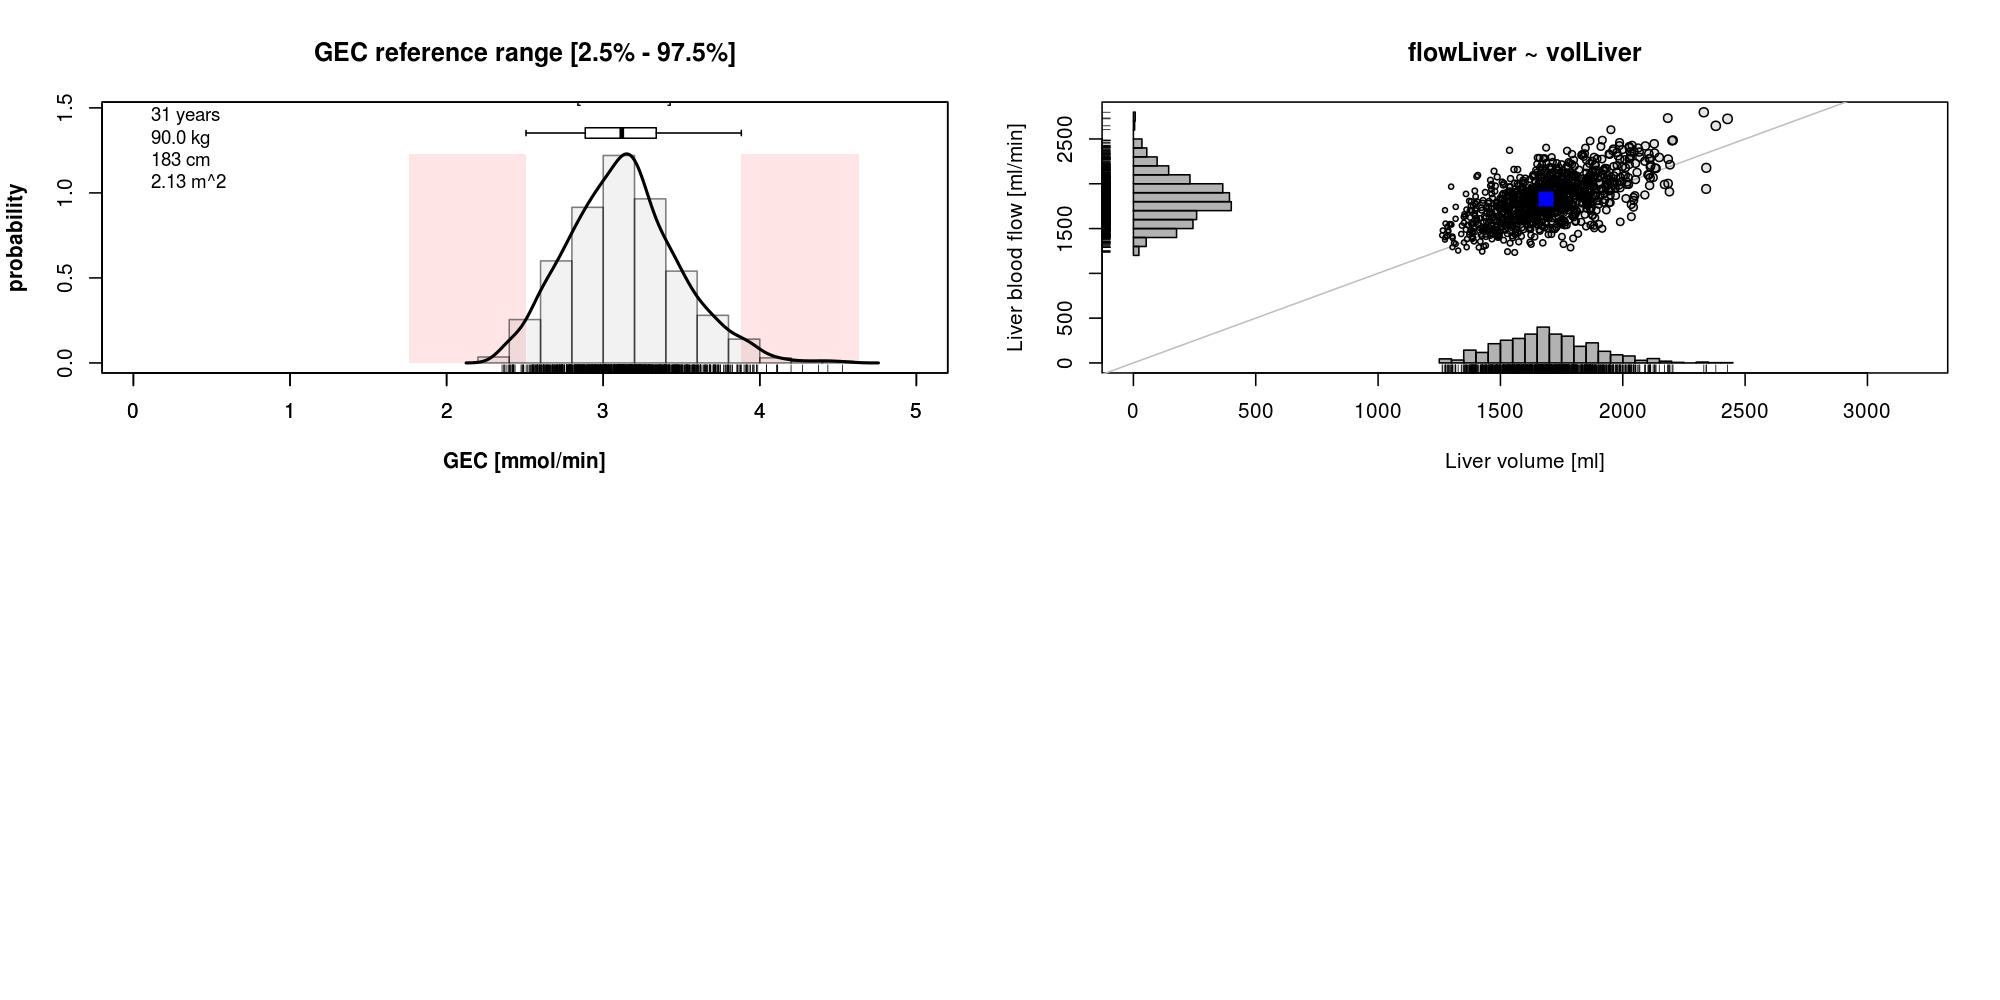 GEC reference range [2.5% - 97.5%]
31 years
90.0 kg
183 cm
2.13 m^2
probability
0.0
0.5
1.0
1.5
0
1
2
3
4
5
GEC [mmol/min]
flowLiver ~ volLiver
Liver blood flow [ml/min]
0
500
1500
2500
0
500
1000
1500
2000
2500
3000
Liver volume [ml]